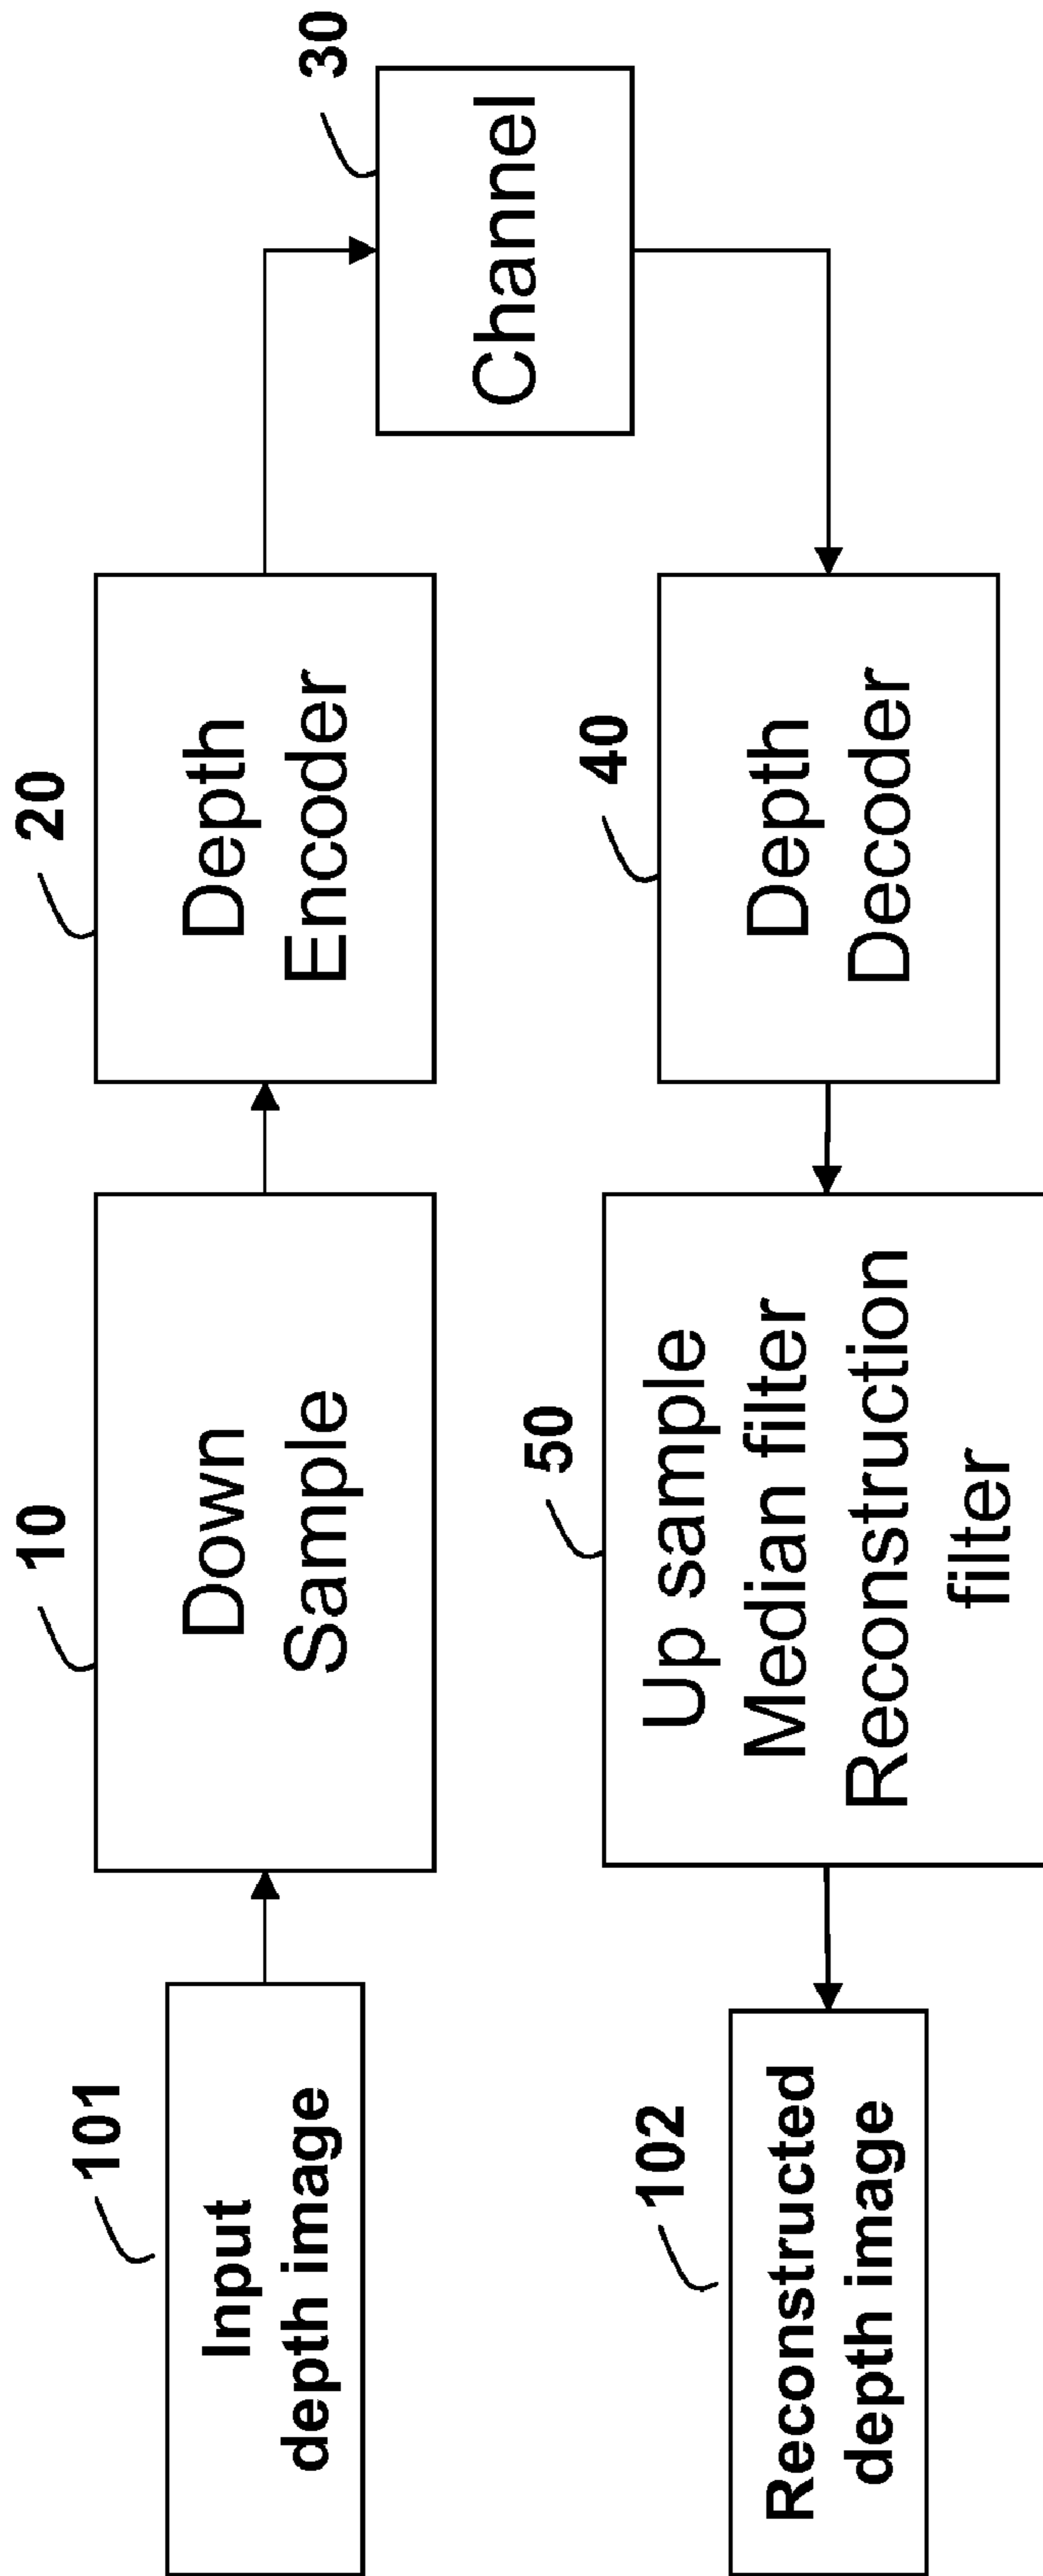 101
Input
depth image
10
Down
Sample
20
Depth
Encoder
30
Channel
40
Depth
Decoder
50
Up sample
Median filter
Reconstruction
filter
102
Reconstructed
depth image